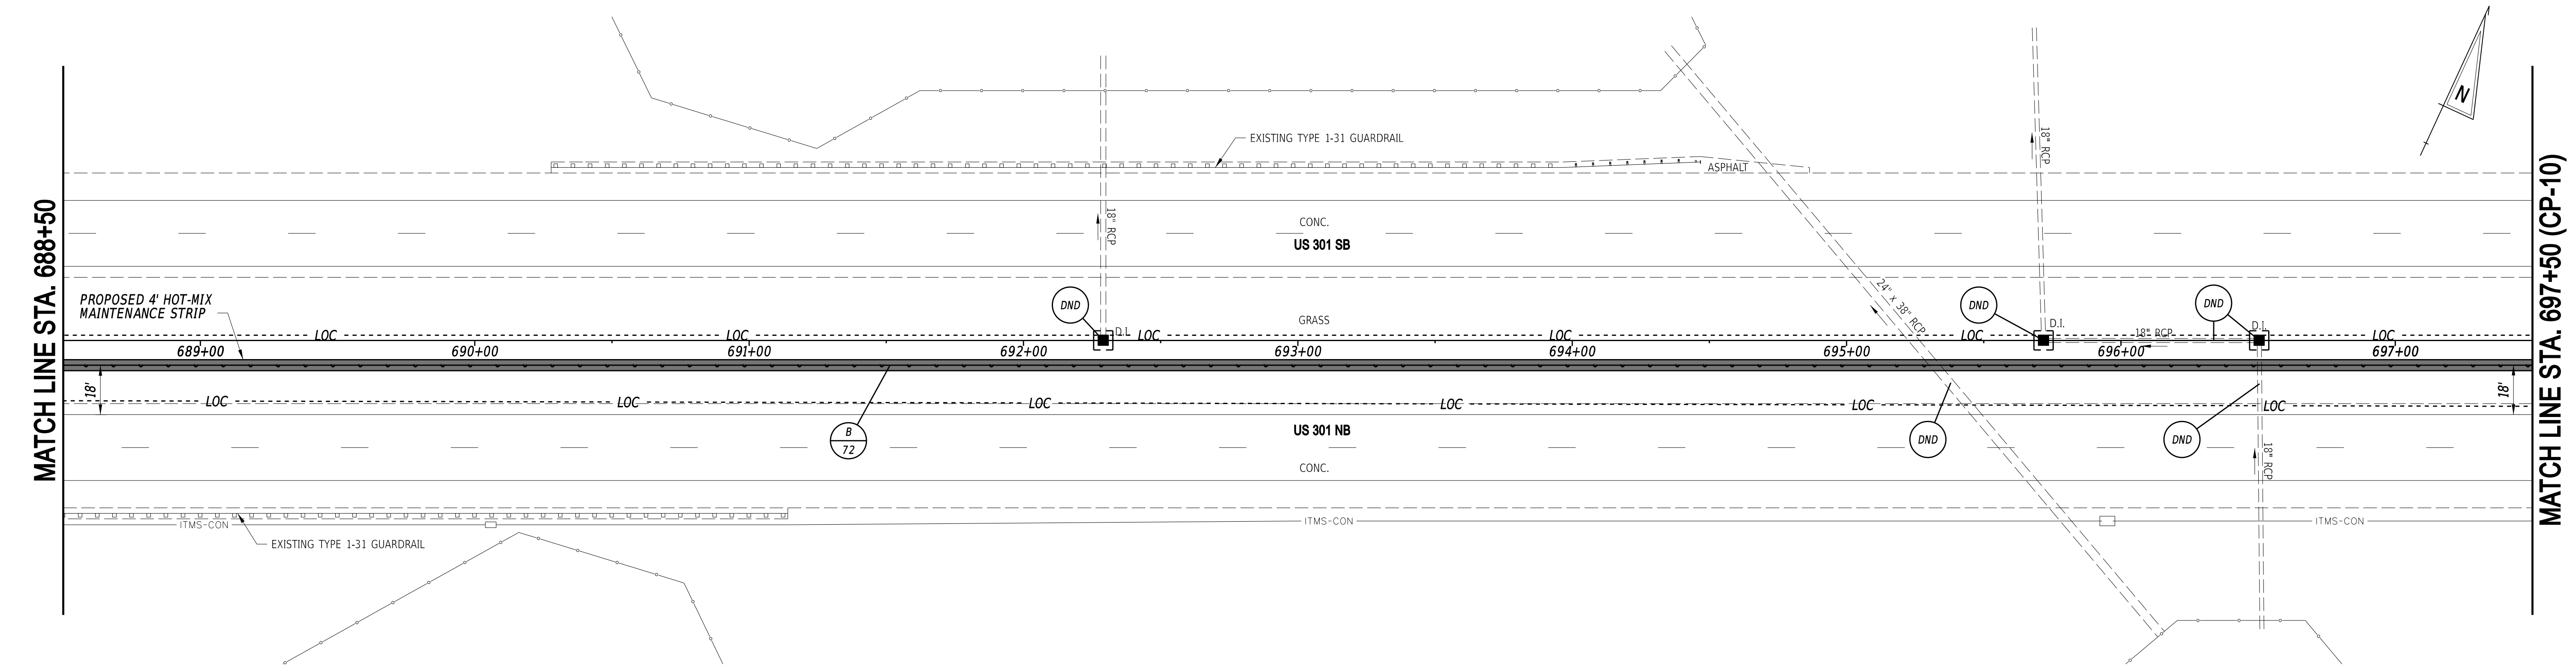 MATCH LINE STA. 688+50
MATCH LINE STA. 697+50 (CP-10)
N
EXISTING TYPE 1-31 GUARDRAIL
ASPHALT
18" RCP
18" RCP
CONC.
US 301 SB
24" x 38" RCP
PROPOSED 4' HOT-MIX
MAINTENANCE STRIP
DND
DND
DND
GRASS
D.I.
D.I.
D.I.
18" RCP
LOC
LOC
LOC
LOC
LOC
LOC
689+00
690+00
691+00
692+00
693+00
694+00
695+00
696+00
697+00
18'
18'
LOC
LOC
LOC
LOC
LOC
LOC
B
72
US 301 NB
DND
DND
18" RCP
CONC.
ITMS-CON
ITMS-CON
ITMS-CON
EXISTING TYPE 1-31 GUARDRAIL